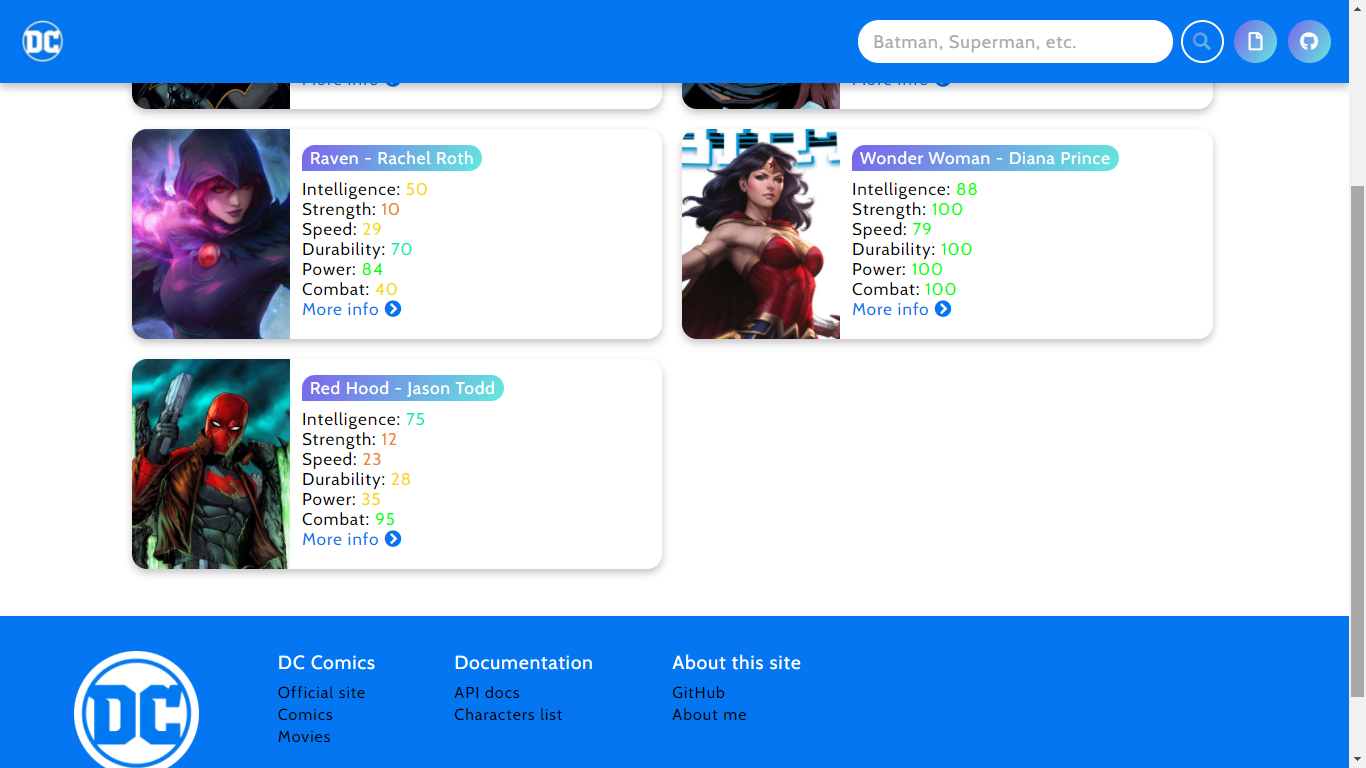 DC
Batman, Superman, etc.
More info
More info
Raven - Rachel Roth
Intelligence: 50
Strength: 10
Speed: 29
Durability: 70
Power: 84
Combat: 40
More info
Wonder Woman - Diana Prince
Intelligence: 88
Strength: 100
Speed: 79
Durability: 100
Power: 100
Combat: 100
More info
Red Hood - Jason Todd
Intelligence: 75
Strength: 12
Speed: 23
Durability: 28
Power: 35
Combat: 95
More info
DC
DC Comics
Official site
Comics
Movies
Documentation
API docs
Characters list
About this site
GitHub
About me